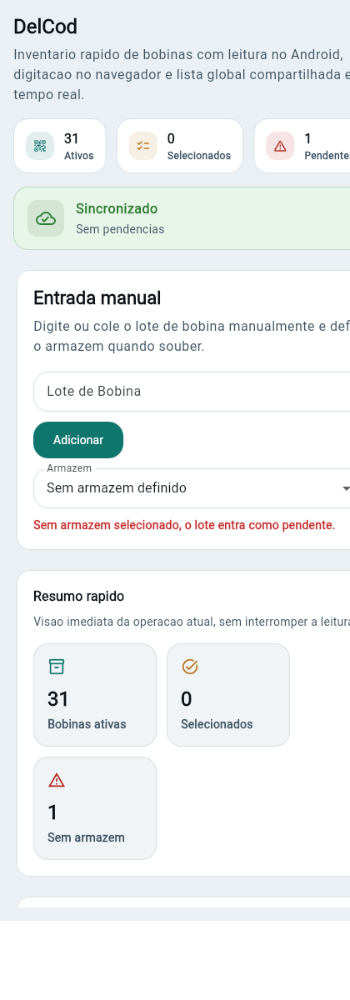 DelCod
Inventario rapido de bobinas com leitura no Android,
digitacao no navegador e lista global compartilhada e
tempo real.
31
Ativos
0
Selecionados
1
Pendente
Sincronizado
Sem pendencias
Entrada manual
Digite ou cole o lote de bobina manualmente e def
o armazem quando souber.
Lote de Bobina
Adicionar
Armazem
Sem armazem definido
Sem armazem selecionado, o lote entra como pendente.
Resumo rapido
Visao imediata da operacao atual, sem interromper a leitura
31
Bobinas ativas
0
Selecionados
1
Sem armazem